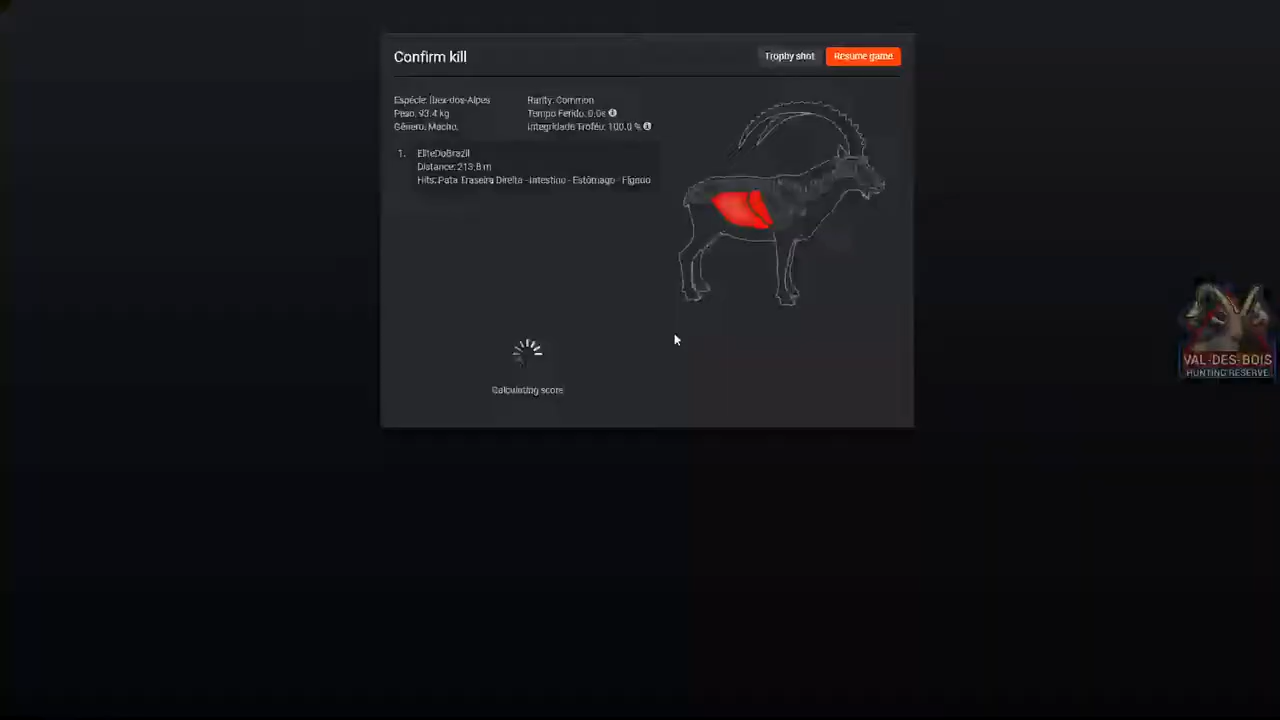 Confirm kill
Trophy shot
Resume game
Espécie: Íbex-dos-Alpes
Peso: 93.4 kg
Género: Macho,
Rarity: Common
Tempo Ferido: 0.0s
Integridade Troféu: 100.0 %
1. EliteDoBrazil
Distance: 213.8 m
Hits: Pata Traseira Direita - Intestino - Estômago - Fígado
Calculating score
VAL-DES-BOIS
HUNTING RESERVE